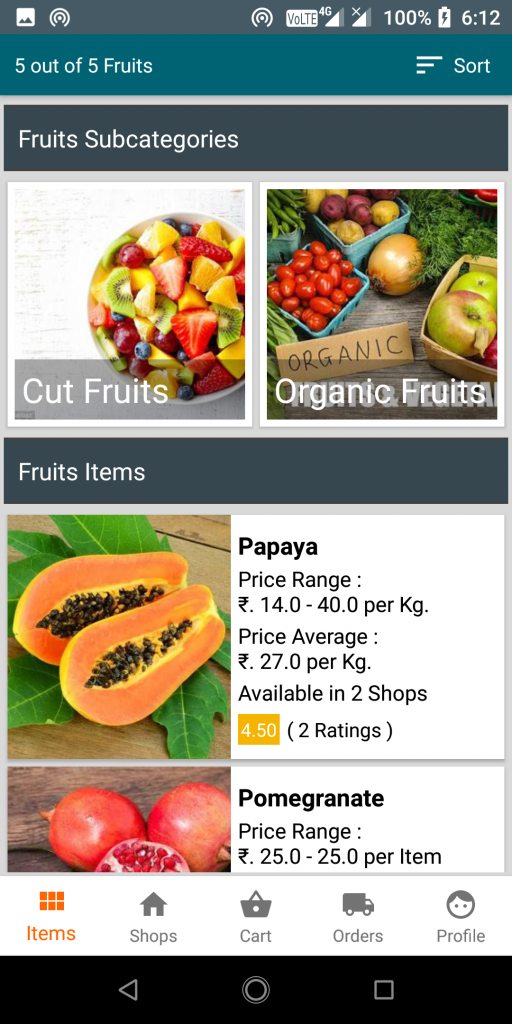 VoLTE 4G 100% 6:12
5 out of 5 Fruits Sort
Fruits Subcategories
ORGANIC
Cut Fruits Organic Fruits
Fruits Items
Papaya
Price Range :
₹. 14.0 - 40.0 per Kg.
Price Average :
₹. 27.0 per Kg.
Available in 2 Shops
4.50 ( 2 Ratings )
Pomegranate
Price Range :
₹. 25.0 - 25.0 per Item
Items Shops Cart Orders Profile